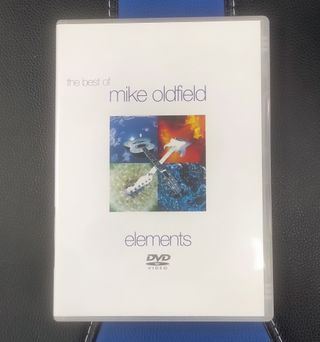 the best of
mike oldfield
elements
DVD
VIDEO